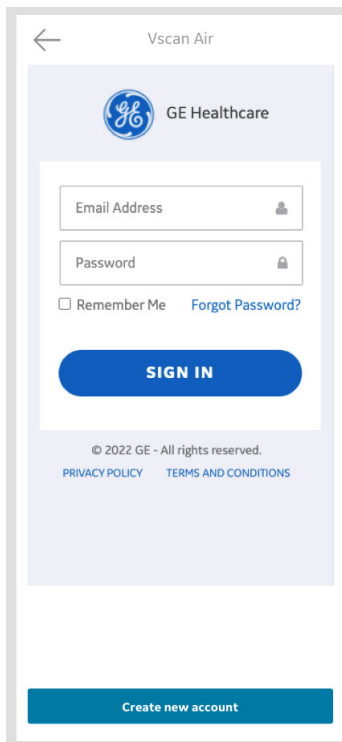 Vscan Air
GE Healthcare
Email Address
Password
Remember Me Forgot Password?
SIGN IN
© 2022 GE - All rights reserved.
PRIVACY POLICY TERMS AND CONDITIONS
Create new account